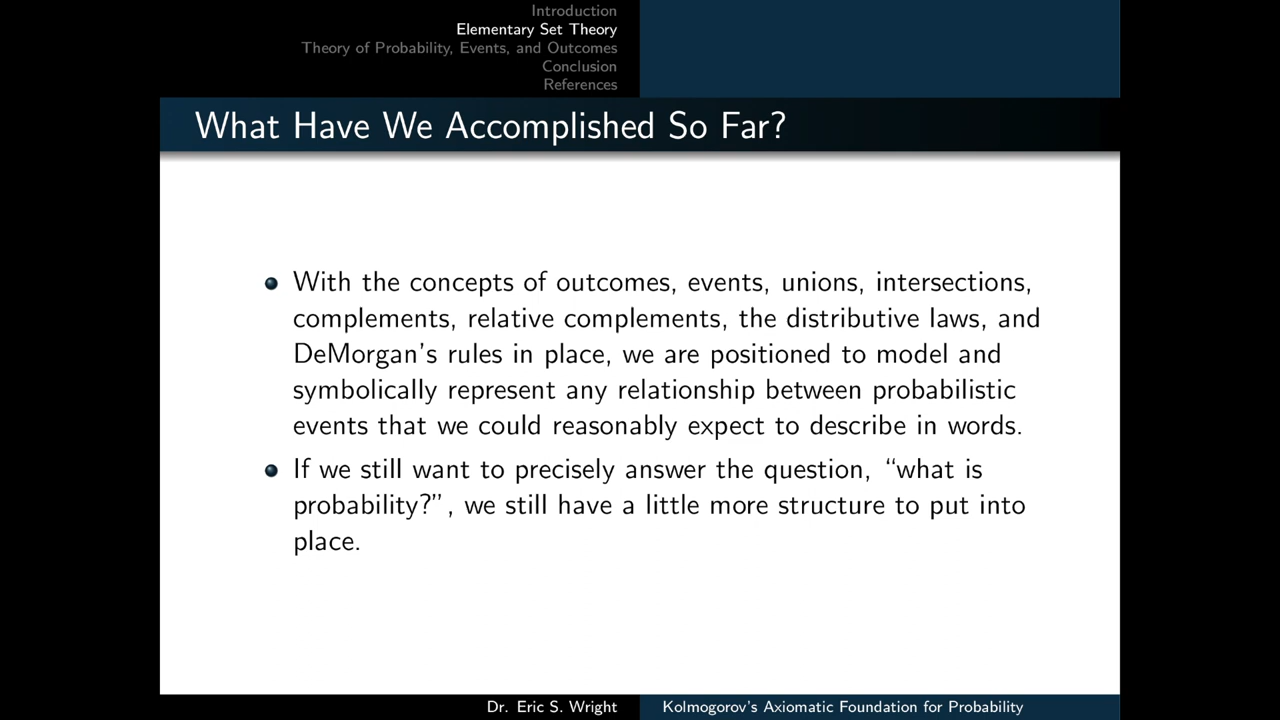 Introduction
Elementary Set Theory
Theory of Probability, Events, and Outcomes
Conclusion
References
What Have We Accomplished So Far?
With the concepts of outcomes, events, unions, intersections,
complements, relative complements, the distributive laws, and
DeMorgan's rules in place, we are positioned to model and
symbolically represent any relationship between probabilistic
events that we could reasonably expect to describe in words.
If we still want to precisely answer the question, “what is
probability?”, we still have a little more structure to put into
place.
Dr. Eric S. Wright
Kolmogorov's Axiomatic Foundation for Probability